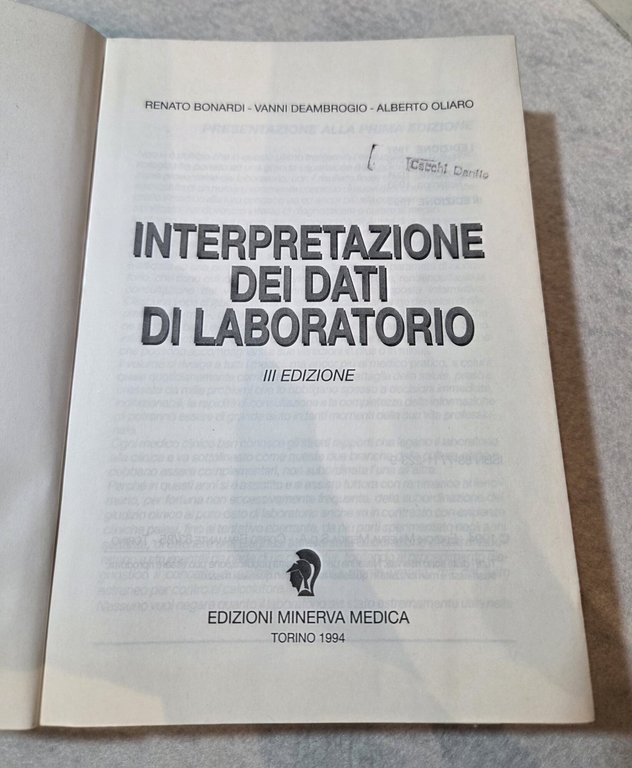 RENATO BONARDI - VANNI DEAMBROGIO - ALBERTO OLIARO
Cecchi Danilo
INTERPRETAZIONE
DEI DATI
DI LABORATORIO
III EDIZIONE
EDIZIONI MINERVA MEDICA
TORINO 1994